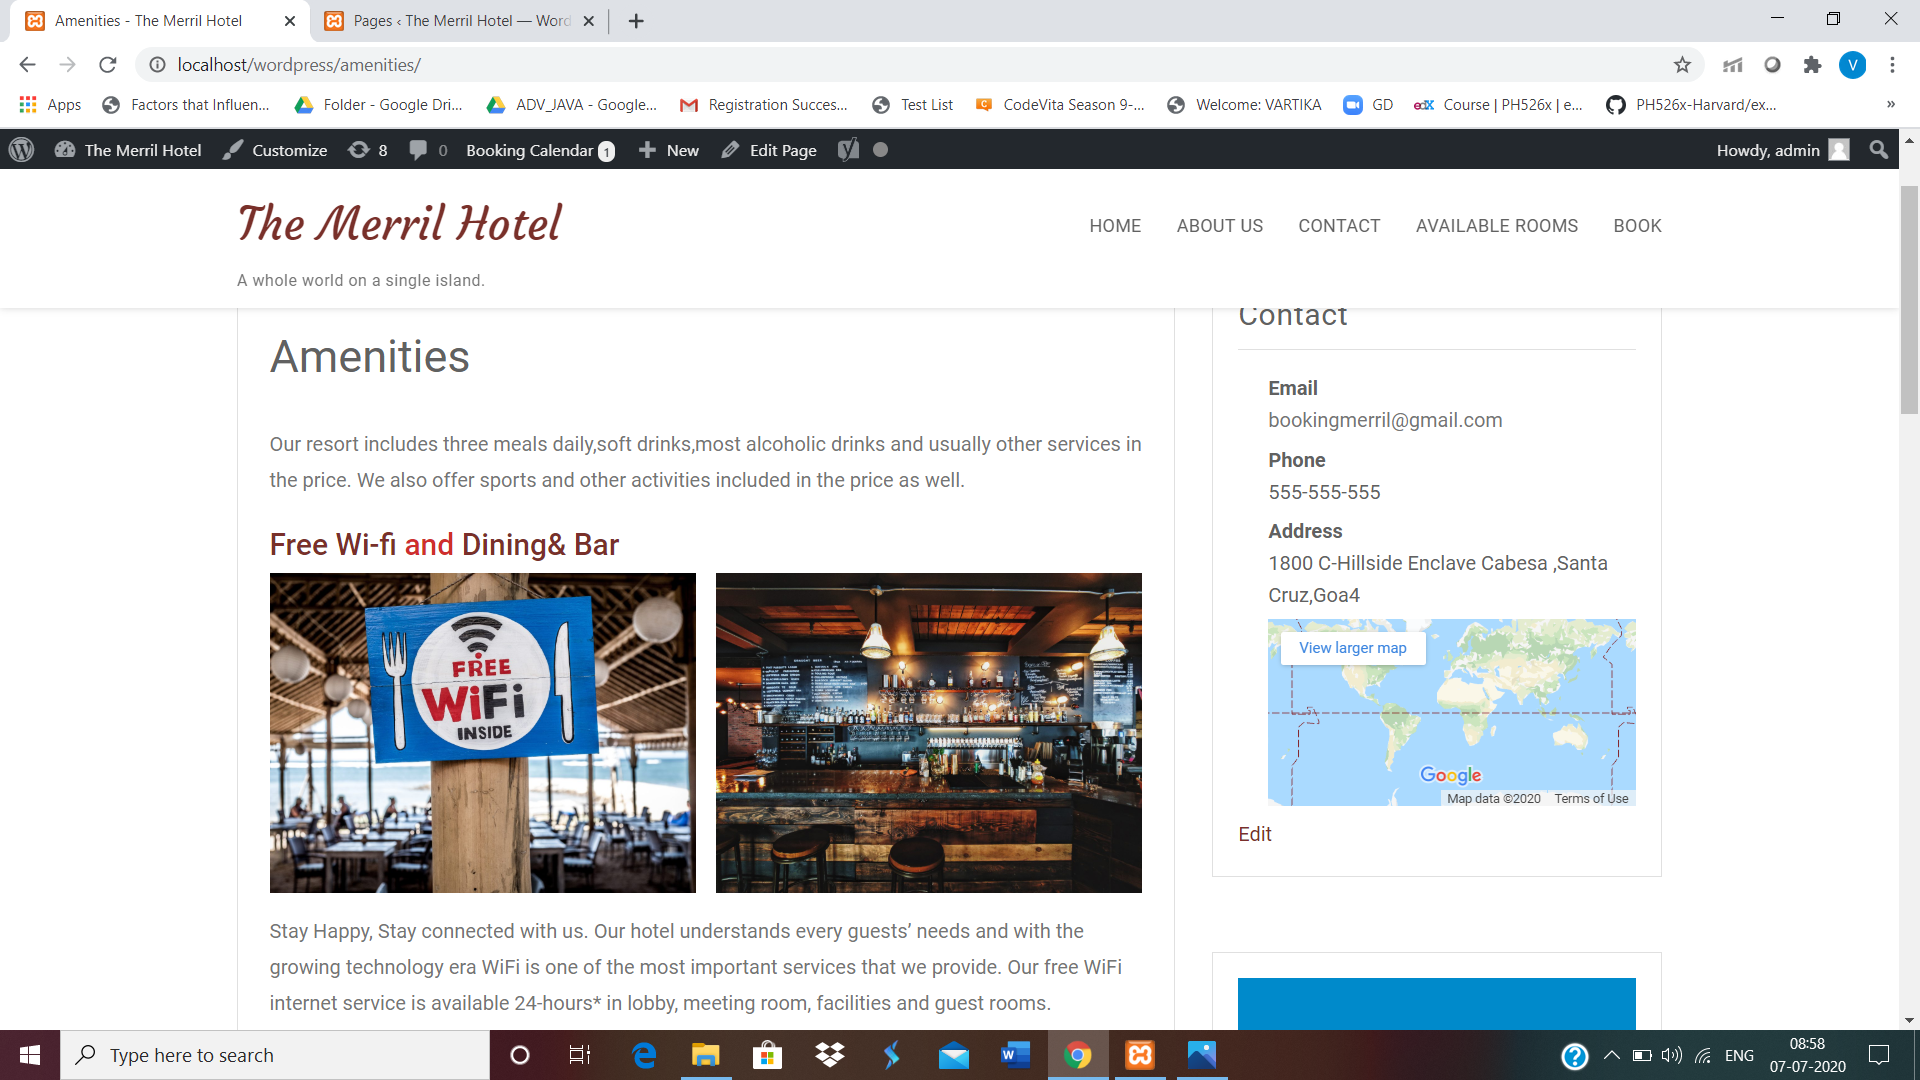 Amenities - The Merril Hotel
Pages ‹ The Merril Hotel — Word
localhost/wordpress/amenities/
V
Apps
Factors that Influen...
Folder - Google Dri...
ADV_JAVA - Google...
Registration Succes...
Test List
CodeVita Season 9-...
Welcome: VARTIKA
GD
edX
Course | PH526x | e...
PH526x-Harvard/ex...
»
The Merril Hotel
Customize
8
0
Booking Calendar 1
New
Edit Page
Howdy, admin
The Merril Hotel
HOME
ABOUT US
CONTACT
AVAILABLE ROOMS
BOOK
A whole world on a single island.
Amenities
Our resort includes three meals daily,soft drinks,most alcoholic drinks and usually other services in
the price. We also offer sports and other activities included in the price as well.
Free Wi-fi and Dining& Bar
FREE
WiFi
INSIDE
Stay Happy, Stay connected with us. Our hotel understands every guests’ needs and with the
growing technology era WiFi is one of the most important services that we provide. Our free WiFi
internet service is available 24-hours* in lobby, meeting room, facilities and guest rooms.
Contact
Email
bookingmerril@gmail.com
Phone
555-555-555
Address
1800 C-Hillside Enclave Cabesa ,Santa
Cruz,Goa4
View larger map
Google
Map data ©2020
Terms of Use
Edit
Type here to search
W
ENG
08:58
07-07-2020